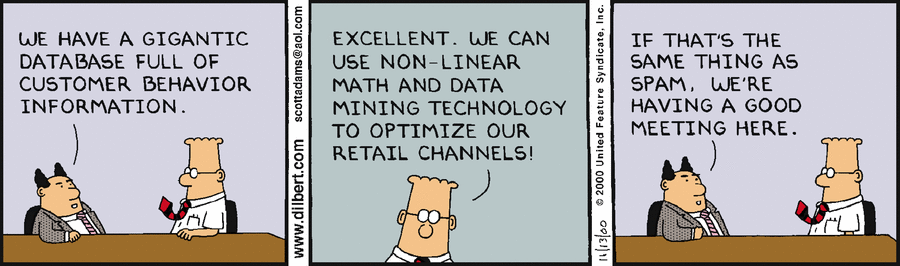 WE HAVE A GIGANTIC
DATABASE FULL OF
CUSTOMER BEHAVIOR
INFORMATION.
www.dilbert.com scottadams@aol.com
EXCELLENT. WE CAN
USE NON-LINEAR
MATH AND DATA
MINING TECHNOLOGY
TO OPTIMIZE OUR
RETAIL CHANNELS!
© 2000 United Feature Syndicate, Inc.
IF THAT'S THE
SAME THING AS
SPAM, WE'RE
HAVING A GOOD
MEETING HERE.